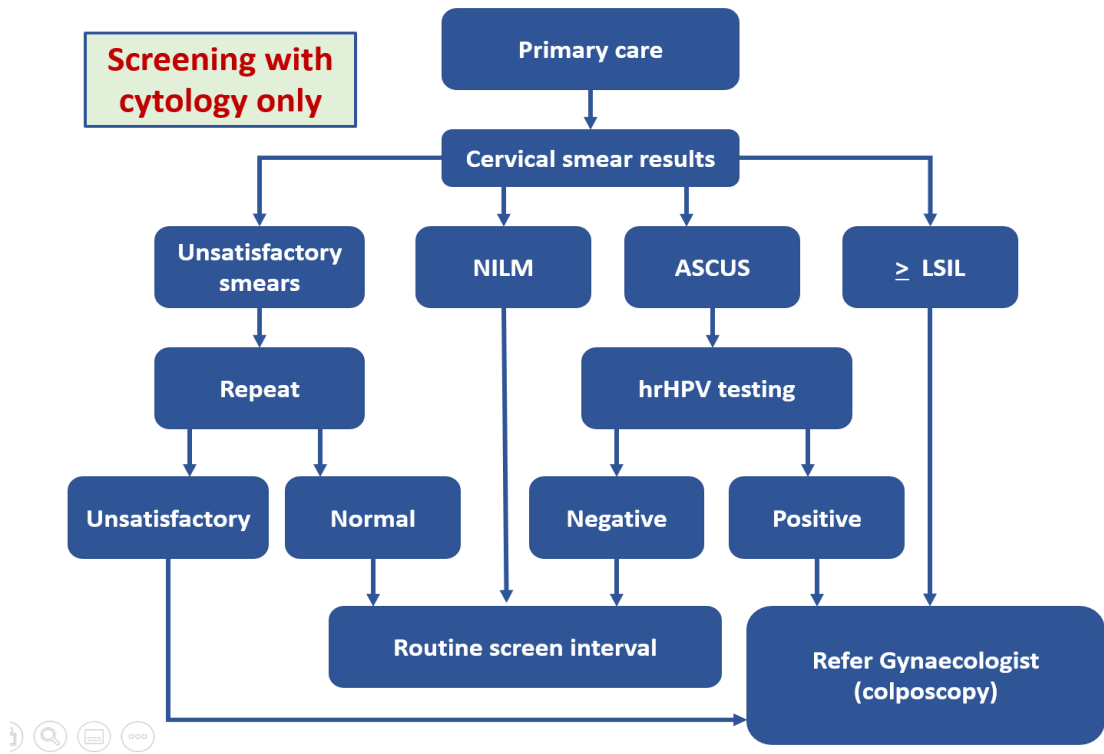 Screening with
cytology only
Primary care
Cervical smear results
Unsatisfactory
smears
NILM
ASCUS
≥ LSIL
Repeat
hrHPV testing
Unsatisfactory
Normal
Negative
Positive
Routine screen interval
Refer Gynaecologist
(colposcopy)